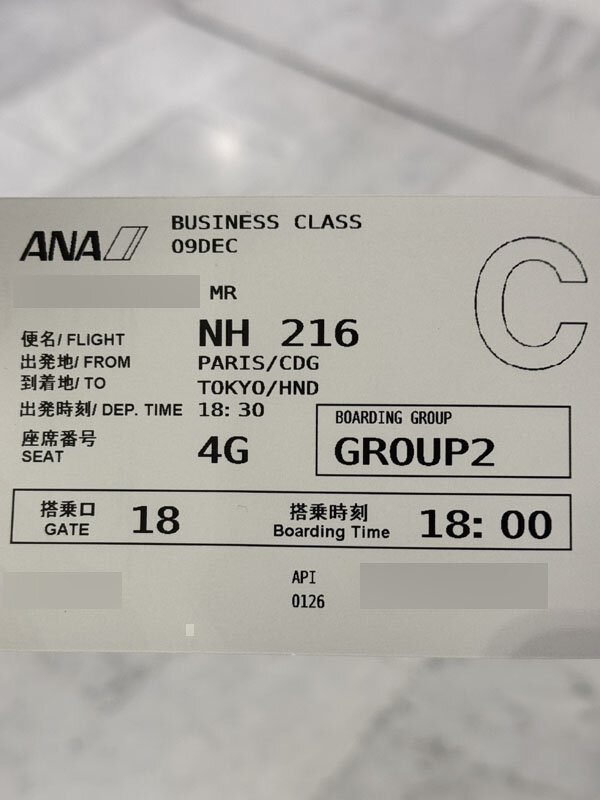 ANA
BUSINESS CLASS
09DEC
C
MR
便名/ FLIGHT NH 216
出発地/ FROM PARIS/CDG
到着地/ TO TOKYO/HND
出発時刻/ DEP. TIME 18: 30
座席番号
SEAT 4G
BOARDING GROUP
GROUP2
搭乗口
GATE 18
搭乗時刻
Boarding Time 18: 00
API
0126